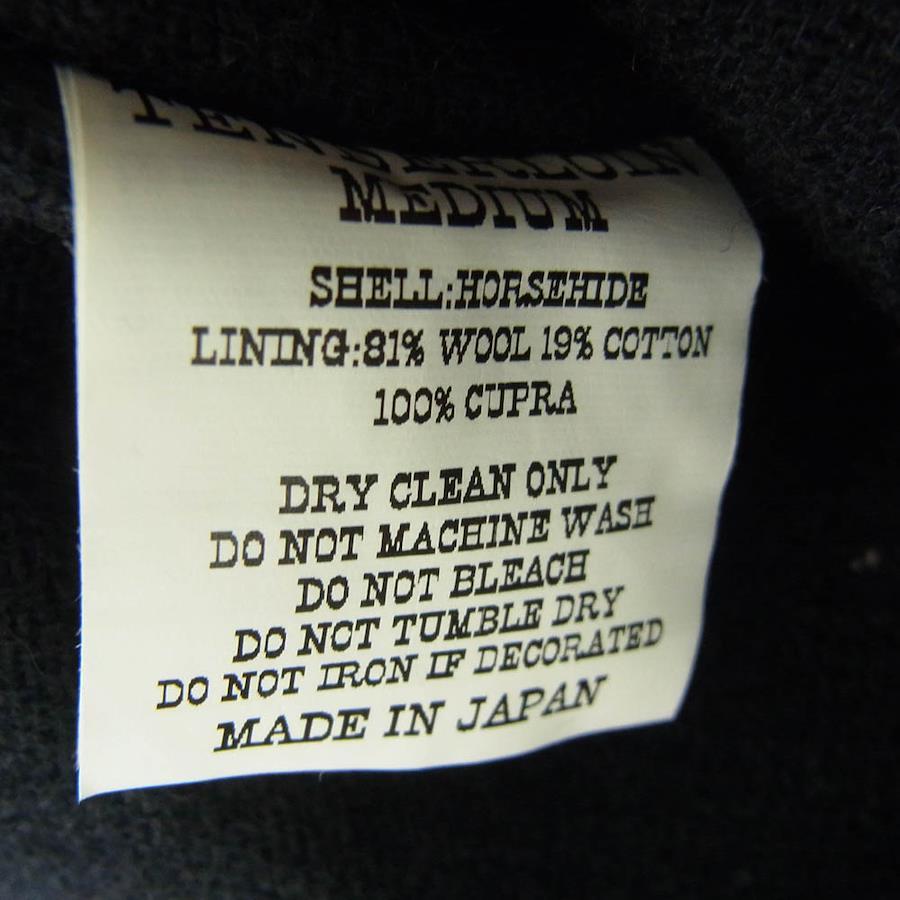 TENDERLOIN
MEDIUM
SHELL:HORSEHIDE
LINING:81% WOOL 19% COTTON
100% CUPRA
DRY CLEAN ONLY
DO NOT MACHINE WASH
DO NOT BLEACH
DO NOT TUMBLE DRY
DO NOT IRON IF DECORATED
MADE IN JAPAN